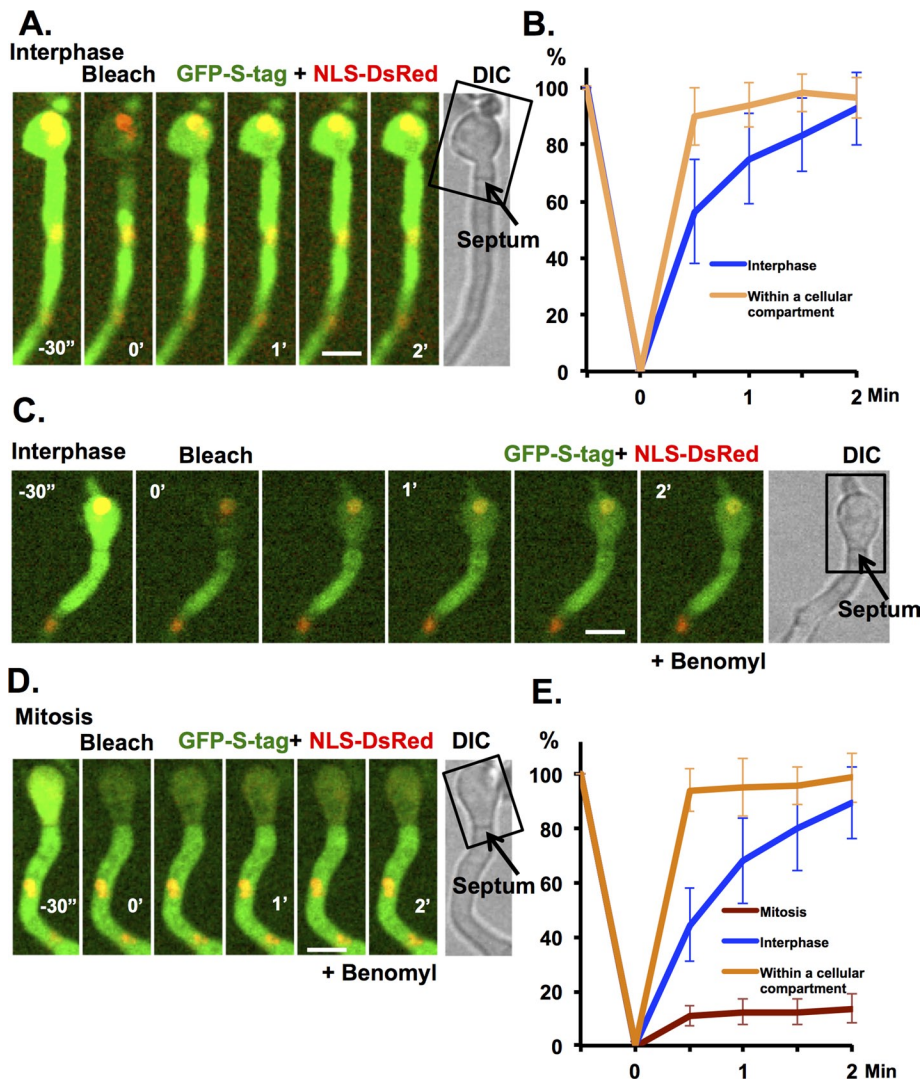 A.
Interphase
Bleach GFP-S-tag + NLS-DsRed DIC
-30” 0’ 1’ 2’
Septum
B.
%
100
80
60
40
20
0
Interphase
Within a cellular
compartment
0 1 2 Min
C.
Interphase Bleach GFP-S-tag+ NLS-DsRed DIC
-30” 0’ 1’ 2’
Septum
+ Benomyl
D.
Mitosis
Bleach GFP-S-tag+ NLS-DsRed DIC
-30” 0’ 1’ 2’
Septum
+ Benomyl
E.
%
100
80
60
40
20
0
Mitosis
Interphase
Within a cellular
compartment
0 1 2 Min